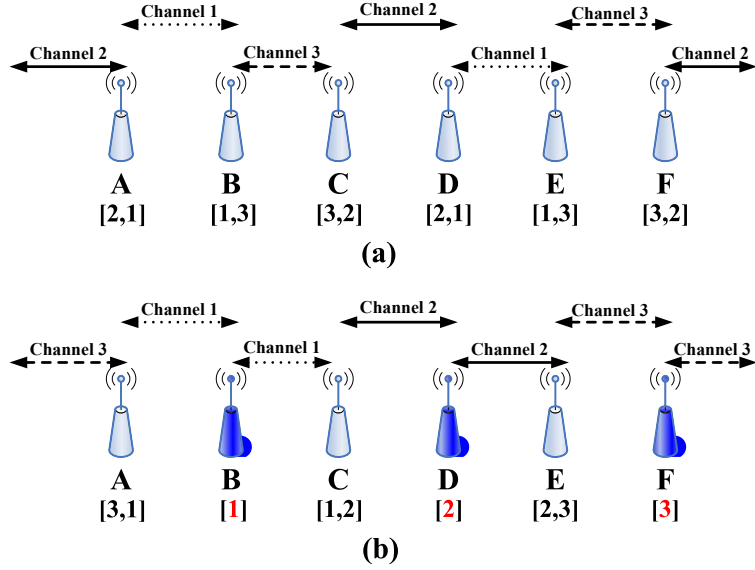 Channel 1 Channel 2 Channel 3
Channel 2 Channel 3 Channel 1 Channel 2
A B C D E F
[2,1] [1,3] [3,2] [2,1] [1,3] [3,2]
(a)
Channel 1 Channel 2 Channel 3
Channel 3 Channel 1 Channel 2 Channel 3
A B C D E F
[3,1] [1] [1,2] [2] [2,3] [3]
(b)